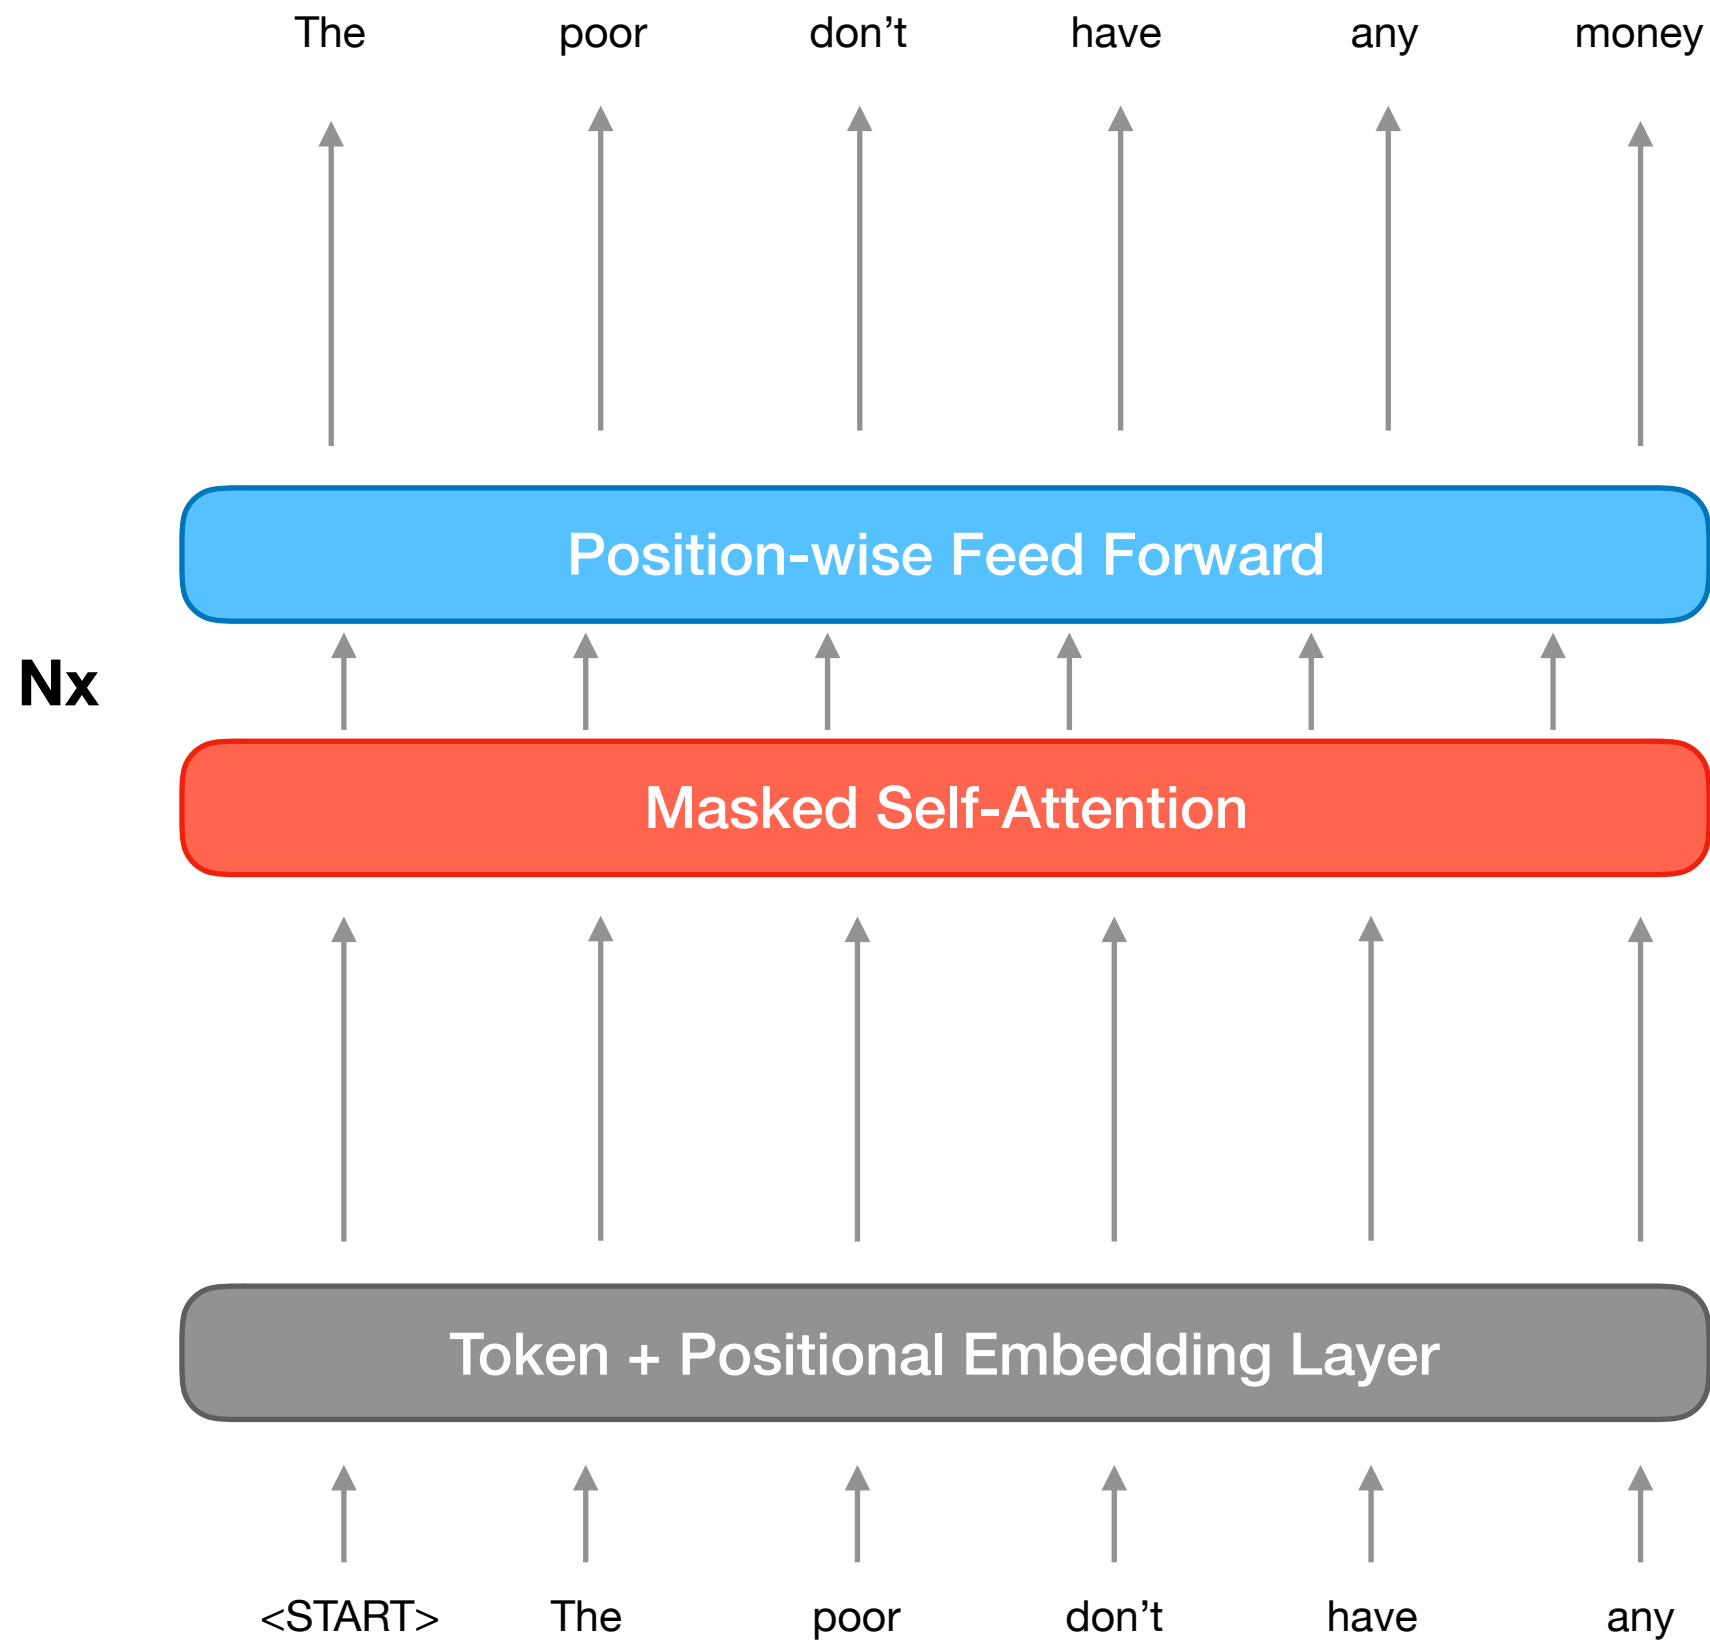 The poor don’t have any money
Position-wise Feed Forward
Nx
Masked Self-Attention
Token + Positional Embedding Layer
<START> The poor don’t have any